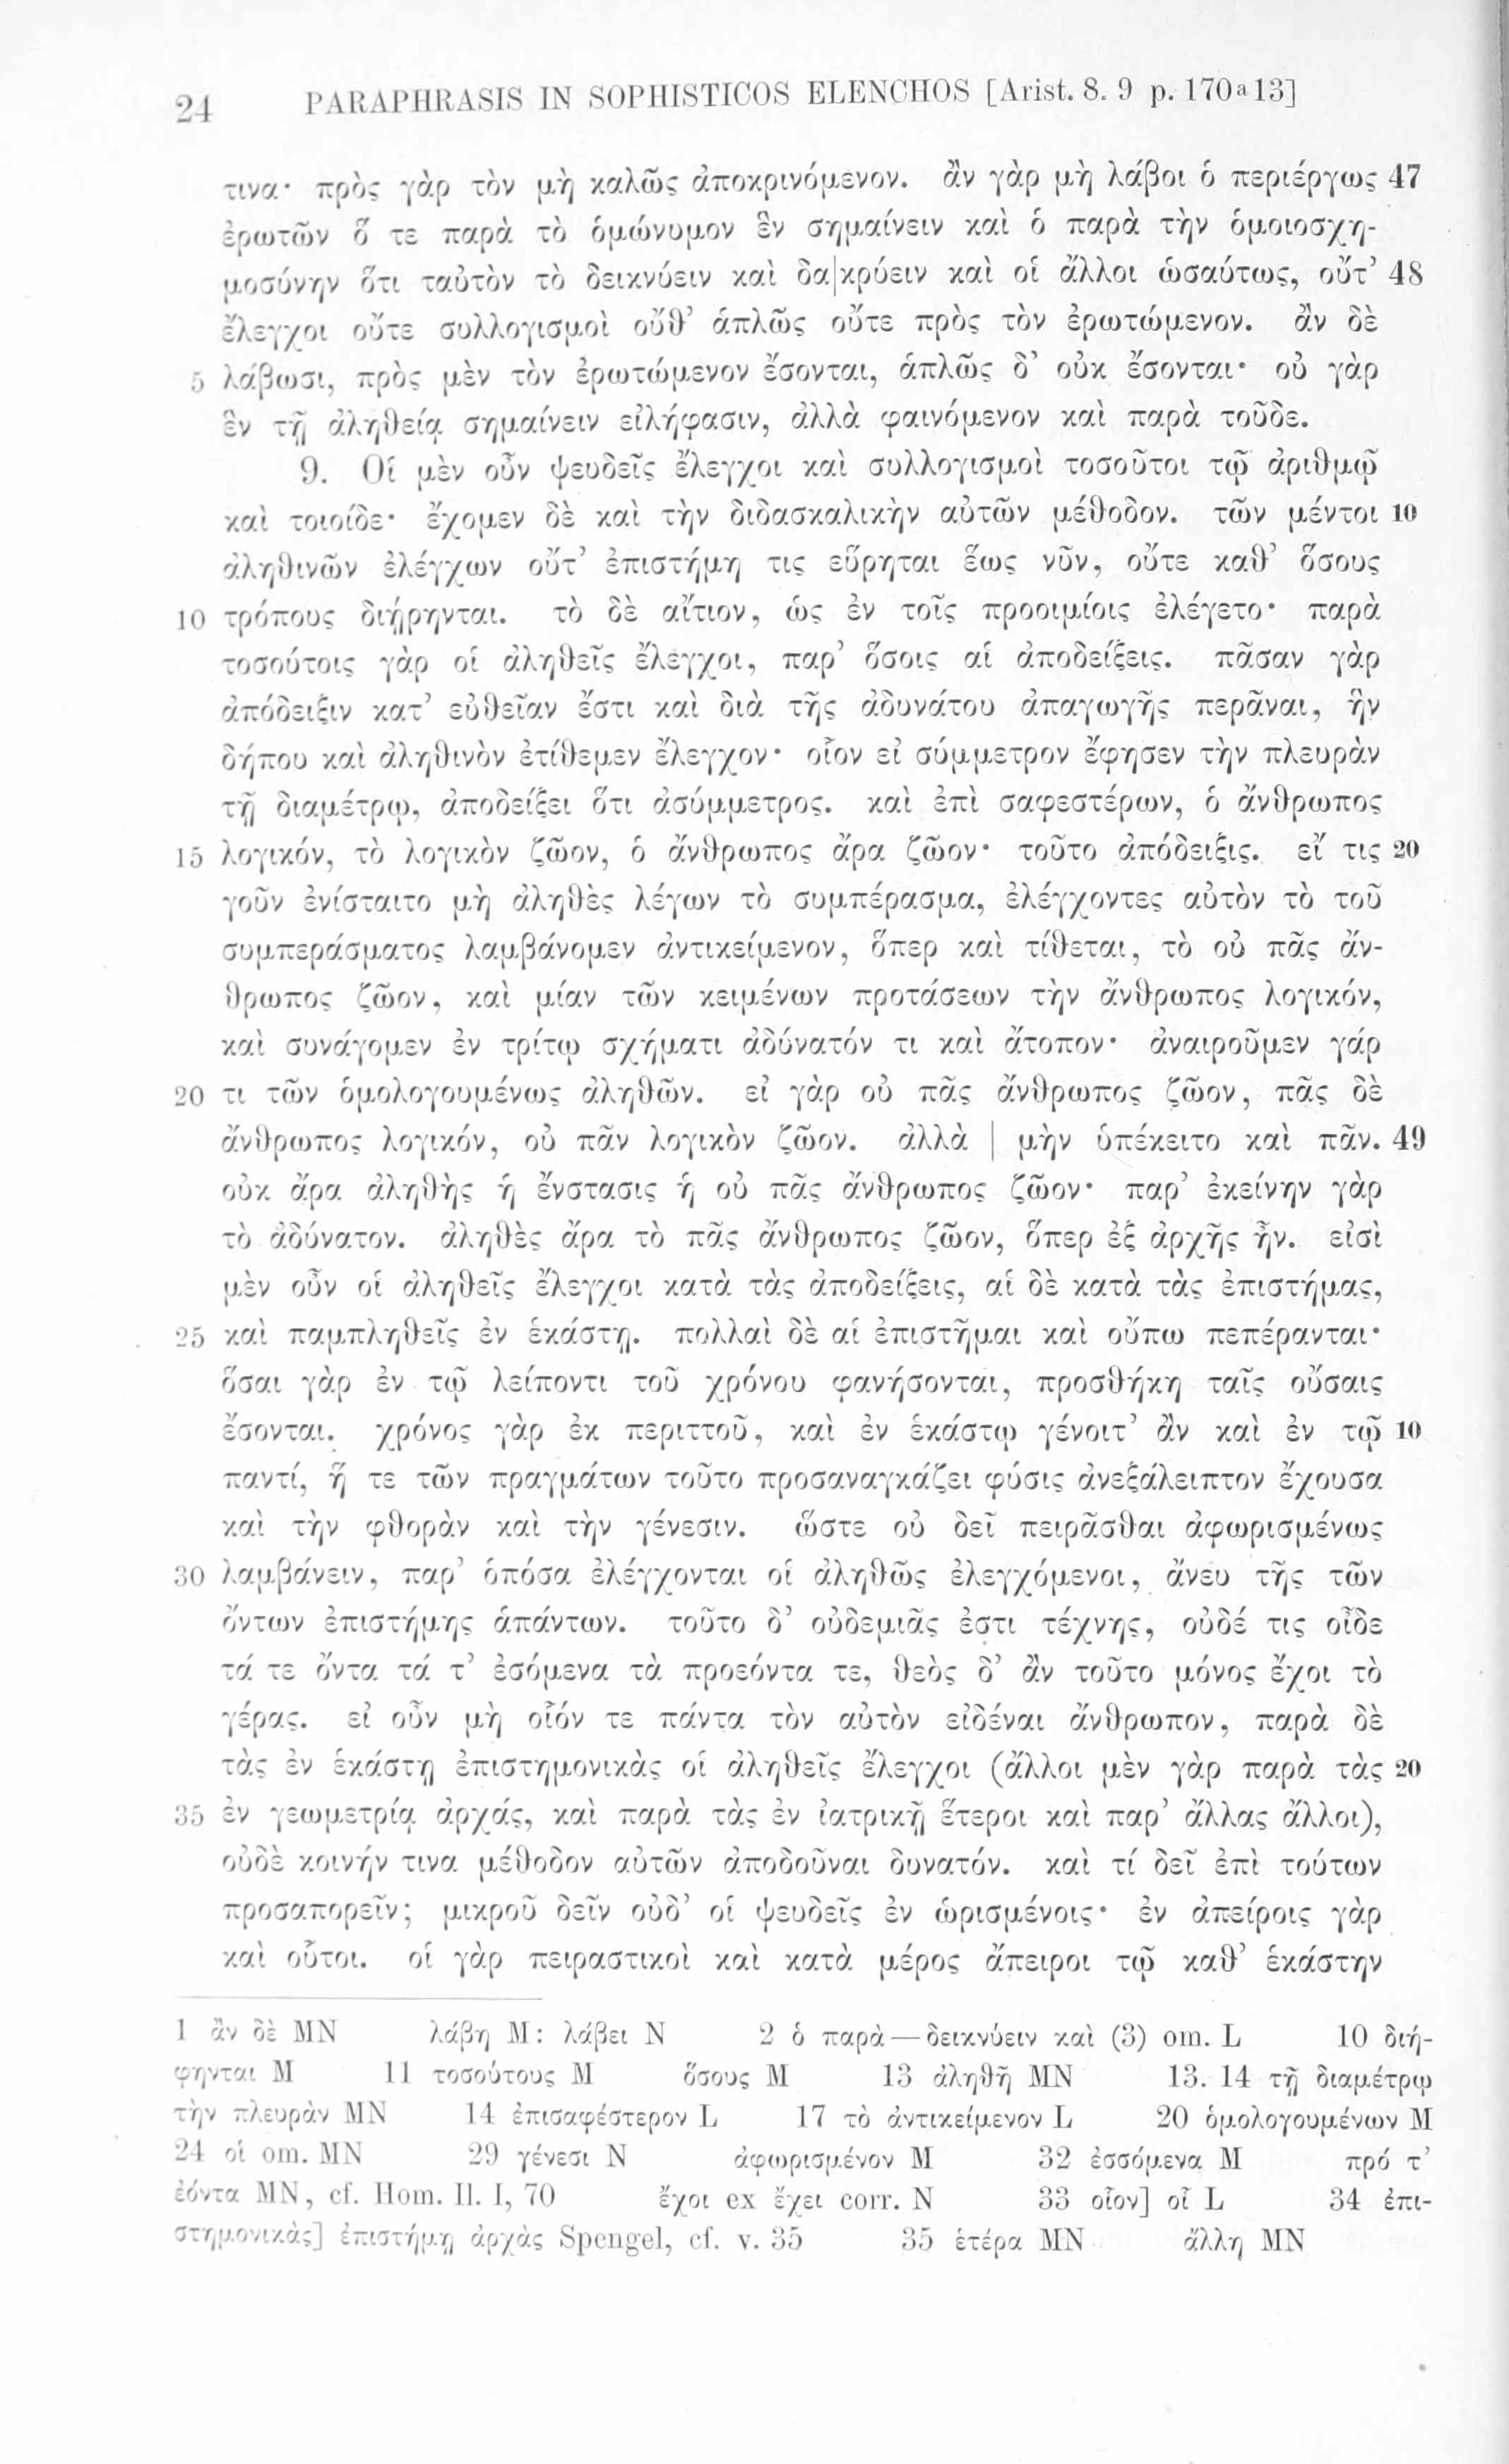 24 PARAPHRASIS IN SOPHISTICOS ELENCHOS [Arist. 8. 9 p. 170ᵃ13]
τινα· πρὸς γὰρ τὸν μὴ καλῶς ἀποκρινόμενον. ἂν γὰρ μὴ λάβοι ὁ περιέργως 47
ἐρωτῶν ὅ τε παρὰ τὸ ὁμώνυμον ἓν σημαίνειν καὶ ὁ παρὰ τὴν ὁμοιοσχη-
μοσύνην ὅτι ταὐτὸν τὸ δεικνύειν καὶ δα|κρύειν καὶ οἱ ἄλλοι ὡσαύτως, οὔτ’ 48
ἔλεγχοι οὔτε συλλογισμοὶ οὔθ’ ἁπλῶς οὔτε πρὸς τὸν ἐρωτώμενον. ἂν δὲ
5 λάβωσι, πρὸς μὲν τὸν ἐρωτώμενον ἔσονται, ἁπλῶς δ’ οὐκ ἔσονται· οὐ γὰρ
ἓν τῇ ἀληθείᾳ σημαίνειν εἰλήφασιν, ἀλλὰ φαινόμενον καὶ παρὰ τοῦδε.
9. Οἱ μὲν οὖν ψευδεῖς ἔλεγχοι καὶ συλλογισμοὶ τοσοῦτοι τῷ ἀριθμῷ
καὶ τοιοίδε· ἔχομεν δὲ καὶ τὴν διδασκαλικὴν αὐτῶν μέθοδον. τῶν μέντοι 10
ἀληθινῶν ἐλέγχων οὔτ’ ἐπιστήμη τις εὕρηται ἕως νῦν, οὔτε καθ’ ὅσους
10 τρόπους διῄρηνται. τὸ δὲ αἴτιον, ὡς ἐν τοῖς προοιμίοις ἐλέγετο· παρὰ
τοσούτοις γὰρ οἱ ἀληθεῖς ἔλεγχοι, παρ’ ὅσοις αἱ ἀποδείξεις. πᾶσαν γὰρ
ἀπόδειξιν κατ’ εὐθεῖαν ἔστι καὶ διὰ τῆς ἀδυνάτου ἀπαγωγῆς περᾶναι, ἣν
δήπου καὶ ἀληθινὸν ἐτίθεμεν ἔλεγχον· οἷον εἰ σύμμετρον ἔφησεν τὴν πλευρὰν
τῇ διαμέτρῳ, ἀποδείξει ὅτι ἀσύμμετρος. καὶ ἐπὶ σαφεστέρων, ὁ ἄνθρωπος
15 λογικόν, τὸ λογικὸν ζῶον, ὁ ἄνθρωπος ἄρα ζῶον· τοῦτο ἀπόδειξις. εἴ τις 20
γοῦν ἐνίσταιτο μὴ ἀληθὲς λέγων τὸ συμπέρασμα, ἐλέγχοντες αὐτὸν τὸ τοῦ
συμπεράσματος λαμβάνομεν ἀντικείμενον, ὅπερ καὶ τίθεται, τὸ οὐ πᾶς ἄν-
θρωπος ζῶον, καὶ μίαν τῶν κειμένων προτάσεων τὴν ἄνθρωπος λογικόν,
καὶ συνάγομεν ἐν τρίτῳ σχήματι ἀδύνατόν τι καὶ ἄτοπον· ἀναιροῦμεν γάρ
20 τι τῶν ὁμολογουμένως ἀληθῶν. εἰ γὰρ οὐ πᾶς ἄνθρωπος ζῶον, πᾶς δὲ
ἄνθρωπος λογικόν, οὐ πᾶν λογικὸν ζῶον. ἀλλὰ | μὴν ὑπέκειτο καὶ πᾶν. 49
οὐκ ἄρα ἀληθὴς ἡ ἔνστασις ἡ οὐ πᾶς ἄνθρωπος ζῶον· παρ’ ἐκείνην γὰρ
τὸ ἀδύνατον. ἀληθὲς ἄρα τὸ πᾶς ἄνθρωπος ζῶον, ὅπερ ἐξ ἀρχῆς ἦν. εἰσὶ
μὲν οὖν οἱ ἀληθεῖς ἔλεγχοι κατὰ τὰς ἀποδείξεις, αἱ δὲ κατὰ τὰς ἐπιστήμας,
25 καὶ παμπληθεῖς ἐν ἑκάστῃ. πολλαὶ δὲ αἱ ἐπιστῆμαι καὶ οὔπω πεπέρανται·
ὅσαι γὰρ ἐν τῷ λείποντι τοῦ χρόνου φανήσονται, προσθήκη ταῖς οὔσαις
ἔσονται. χρόνος γὰρ ἐκ περιττοῦ, καὶ ἐν ἑκάστῳ γένοιτ’ ἂν καὶ ἐν τῷ 10
παντί, ἥ τε τῶν πραγμάτων τοῦτο προσαναγκάζει φύσις ἀνεξάλειπτον ἔχουσα
καὶ τὴν φθορὰν καὶ τὴν γένεσιν. ὥστε οὐ δεῖ πειρᾶσθαι ἀφωρισμένως
30 λαμβάνειν, παρ’ ὁπόσα ἐλέγχονται οἱ ἀληθῶς ἐλεγχόμενοι, ἄνευ τῆς τῶν
ὄντων ἐπιστήμης ἁπάντων. τοῦτο δ’ οὐδεμιᾶς ἐστι τέχνης, οὐδέ τις οἶδε
τά τε ὄντα τά τ’ ἐσόμενα τὰ προεόντα τε, θεὸς δ’ ἂν τοῦτο μόνος ἔχοι τὸ
γέρας. εἰ οὖν μὴ οἷόν τε πάντα τὸν αὐτὸν εἰδέναι ἄνθρωπον, παρὰ δὲ
τὰς ἐν ἑκάστῃ ἐπιστημονικὰς οἱ ἀληθεῖς ἔλεγχοι (ἄλλοι μὲν γὰρ παρὰ τὰς 20
35 ἐν γεωμετρίᾳ ἀρχάς, καὶ παρὰ τὰς ἐν ἰατρικῇ ἕτεροι καὶ παρ’ ἄλλας ἄλλοι),
οὐδὲ κοινήν τινα μέθοδον αὐτῶν ἀποδοῦναι δυνατόν. καὶ τί δεῖ ἐπὶ τούτων
προσαπορεῖν; μικροῦ δεῖν οὐδ’ οἱ ψευδεῖς ἐν ὡρισμένοις· ἐν ἀπείροις γὰρ
καὶ οὗτοι. οἱ γὰρ πειραστικοὶ καὶ κατὰ μέρος ἄπειροι τῷ καθ’ ἑκάστην
1 ἂν δὲ MN λάβῃ M: λάβει N 2 ὁ παρὰ — δεικνύειν καὶ (3) om. L 10 διή-
φηνται M 11 τοσούτους M ὅσους M 13 ἀληθῆ MN 13. 14 τῇ διαμέτρῳ
τὴν πλευρὰν MN 14 ἐπισαφέστερον L 17 τὸ ἀντικείμενον L 20 ὁμολογουμένων M
24 οἱ om. MN 29 γένεσι N ἀφωρισμένον M 32 ἐσσόμενα M πρό τ’
ἐόντα MN, cf. Hom. Il. I, 70 ἔχοι ex ἔχει corr. N 33 οἷον] οἷ L 34 ἐπι-
στημονικὰς] ἐπιστήμῃ ἀρχὰς Spengel, cf. v. 35 35 ἑτέρα MN ἄλλη MN